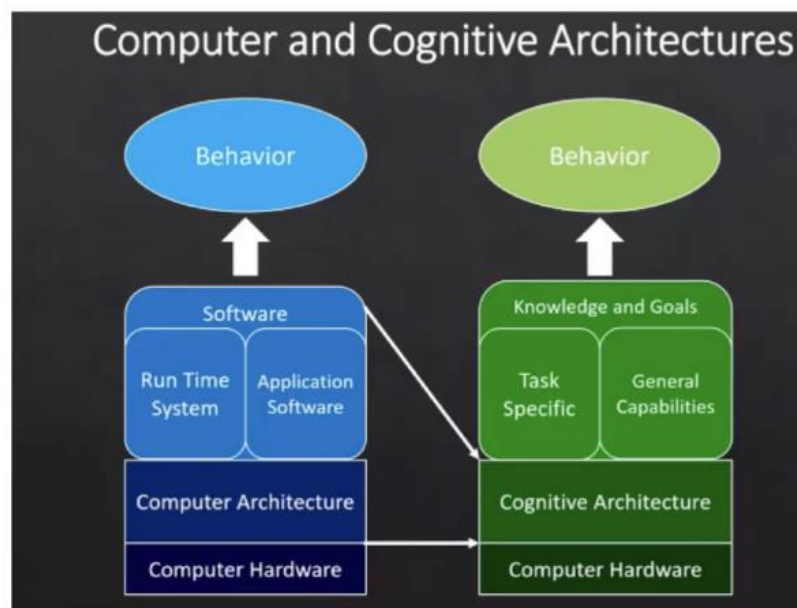 Computer and Cognitive Architectures
Behavior
Software
Run Time
System
Application
Software
Computer Architecture
Computer Hardware
Behavior
Knowledge and Goals
Task
Specific
General
Capabilities
Cognitive Architecture
Computer Hardware